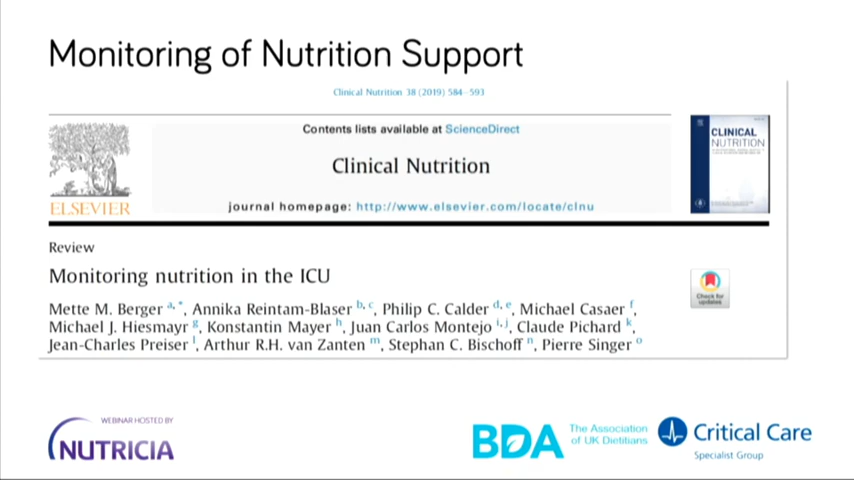 Monitoring of Nutrition Support
Clinical Nutrition 38 (2019) 584–593
Contents lists available at ScienceDirect
Clinical Nutrition
journal homepage: http://www.elsevier.com/locate/clnu
ELSEVIER
CLINICAL
NUTRITION
Review
Monitoring nutrition in the ICU
Check for
updates
Mette M. Berger a, *, Annika Reintam-Blaser b, c, Philip C. Calder d, e, Michael Casaer f,
Michael J. Hiesmayr g, Konstantin Mayer h, Juan Carlos Montejo i, j, Claude Pichard k,
Jean-Charles Preiser l, Arthur R.H. van Zanten m, Stephan C. Bischoff n, Pierre Singer o
WEBINAR HOSTED BY
NUTRICIA
BDA
The Association
of UK Dietitians
Critical Care
Specialist Group